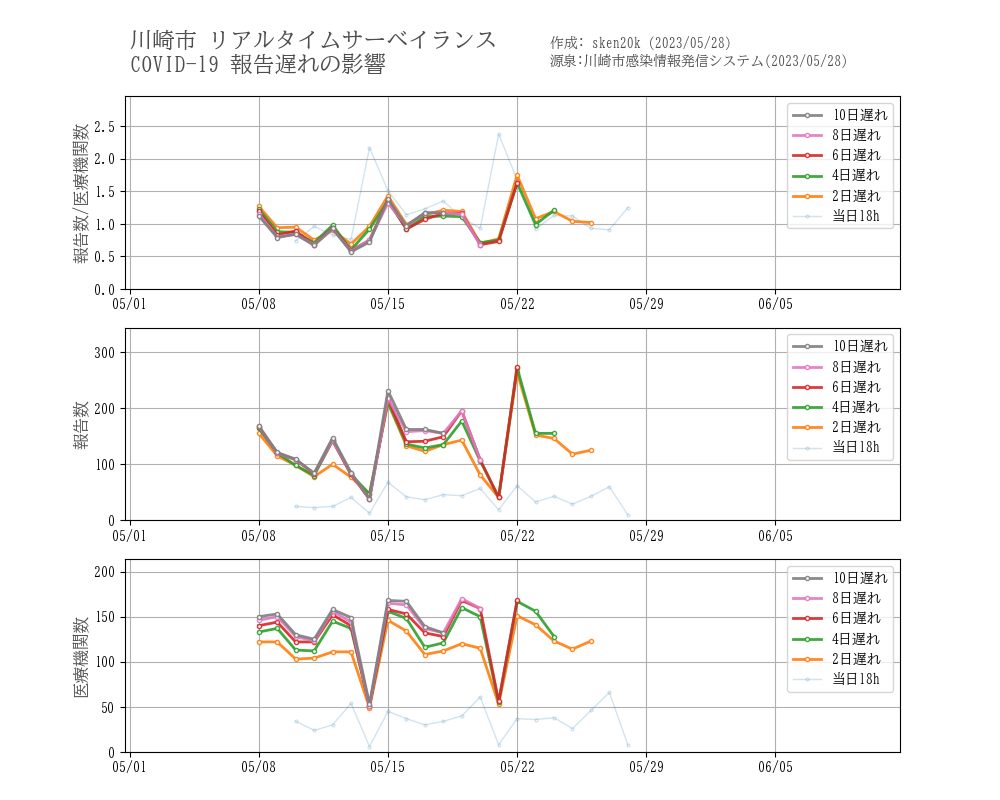 川崎市 リアルタイムサーベイランス
COVID-19 報告遅れの影響
作成: sken20k (2023/05/28)
源泉:川崎市感染情報発信システム(2023/05/28)
報告数/医療機関数
2.5
2.0
1.5
1.0
0.5
0.0
10日遅れ
8日遅れ
6日遅れ
4日遅れ
2日遅れ
当日18h
05/01 05/08 05/15 05/22 05/29 06/05
報告数
300
200
100
0
10日遅れ
8日遅れ
6日遅れ
4日遅れ
2日遅れ
当日18h
05/01 05/08 05/15 05/22 05/29 06/05
医療機関数
200
150
100
50
0
10日遅れ
8日遅れ
6日遅れ
4日遅れ
2日遅れ
当日18h
05/01 05/08 05/15 05/22 05/29 06/05